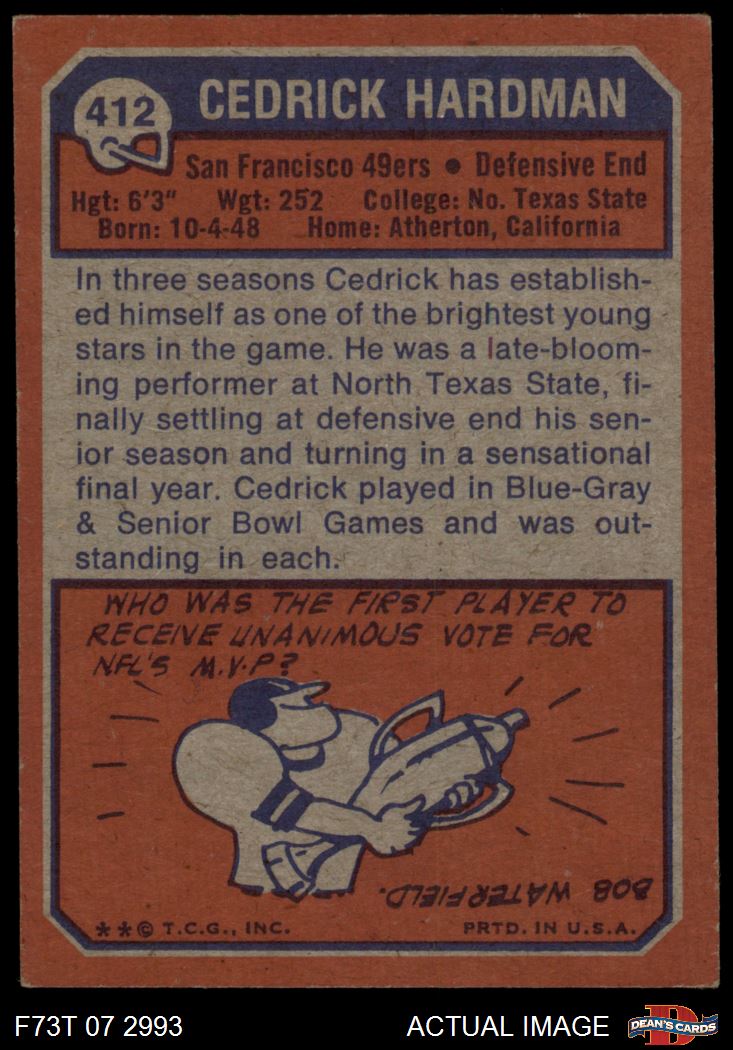 412
CEDRICK HARDMAN
San Francisco 49ers • Defensive End
Hgt: 6'3" Wgt: 252 College: No. Texas State
Born: 10-4-48 Home: Atherton, California
In three seasons Cedrick has establish-
ed himself as one of the brightest young
stars in the game. He was a late-bloom-
ing performer at North Texas State, fi-
nally settling at defensive end his sen-
ior season and turning in a sensational
final year. Cedrick played in Blue-Gray
& Senior Bowl Games and was out-
standing in each.
WHO WAS THE FIRST PLAYER TO
RECEIVE UNANIMOUS VOTE FOR
NFL'S M.V.P?
BOB WATERFIELD.
**© T.C.G., INC. PRTD. IN U.S.A.
F73T 07 2993 ACTUAL IMAGE
D
DEAN'S CARDS